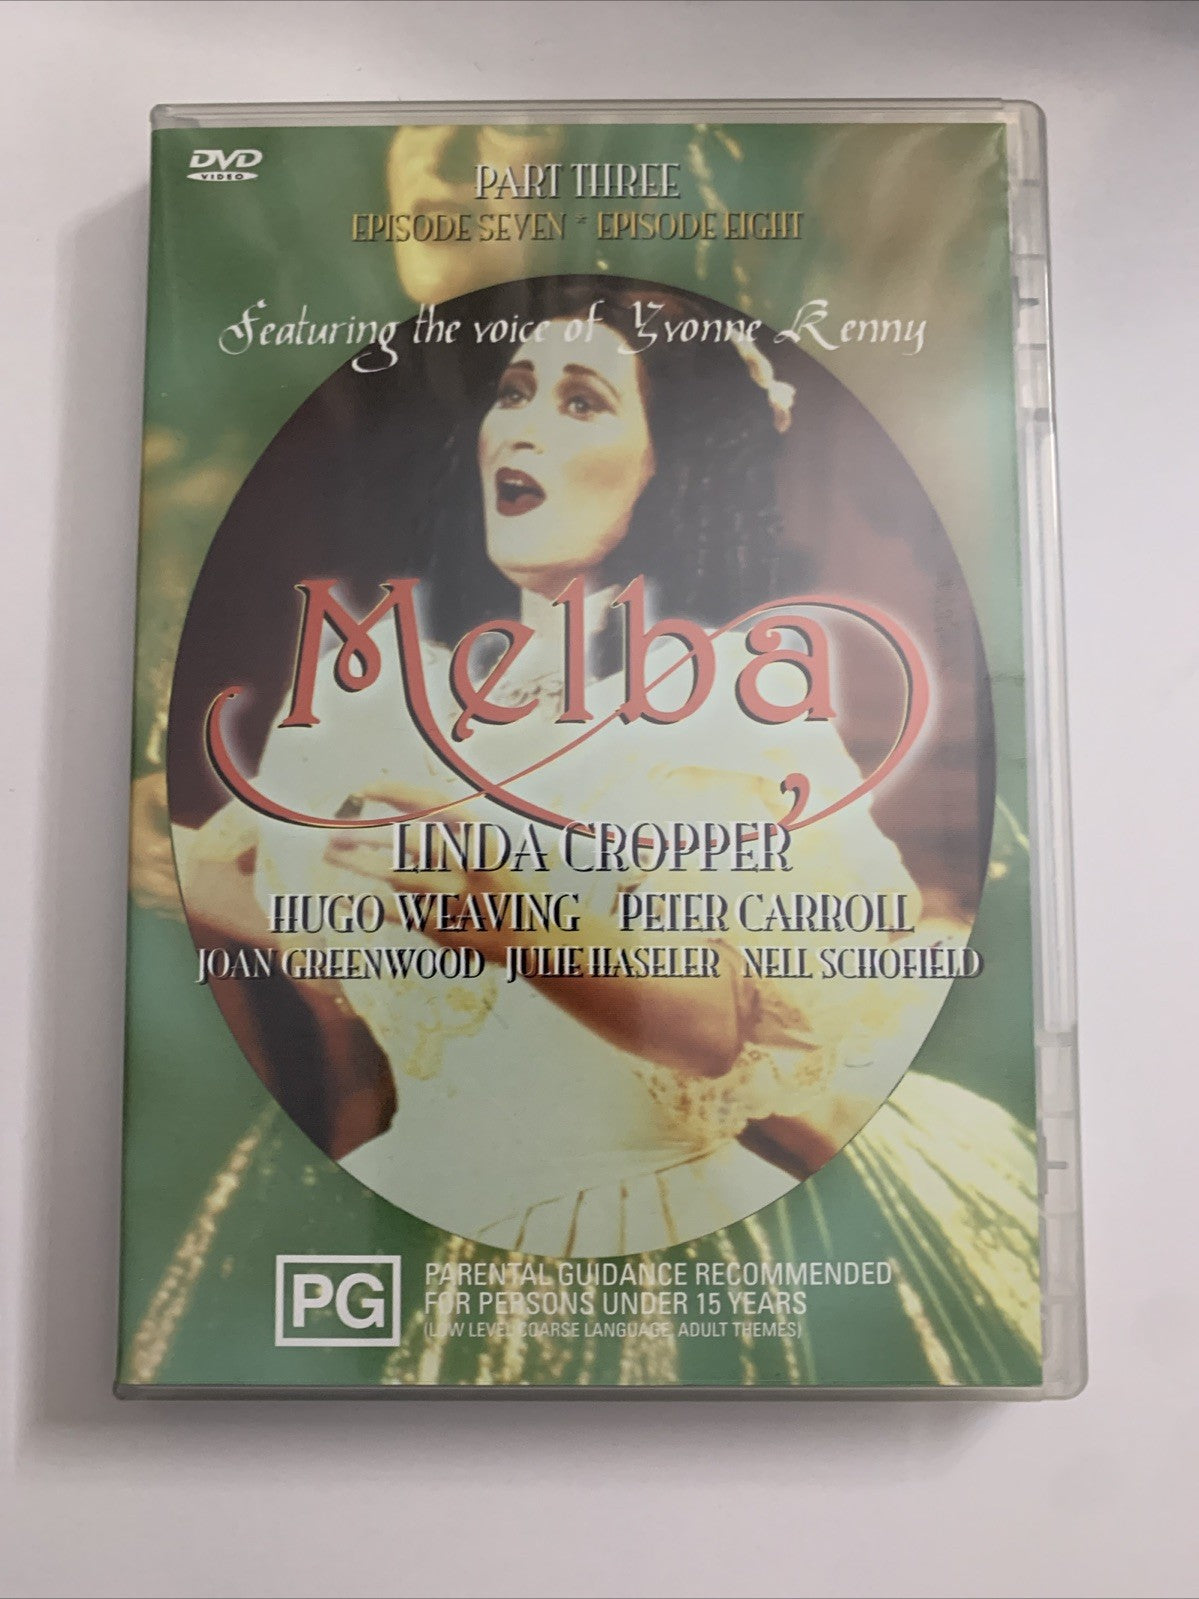 DVD
VIDEO
PART THREE
EPISODE SEVEN * EPISODE EIGHT
Featuring the voice of Yvonne Kenny
Melba
LINDA CROPPER
HUGO WEAVING PETER CARROLL
JOAN GREENWOOD JULIE HASELER NELL SCHOFIELD
PG
PARENTAL GUIDANCE RECOMMENDED
FOR PERSONS UNDER 15 YEARS
(LOW LEVEL COARSE LANGUAGE, ADULT THEMES)